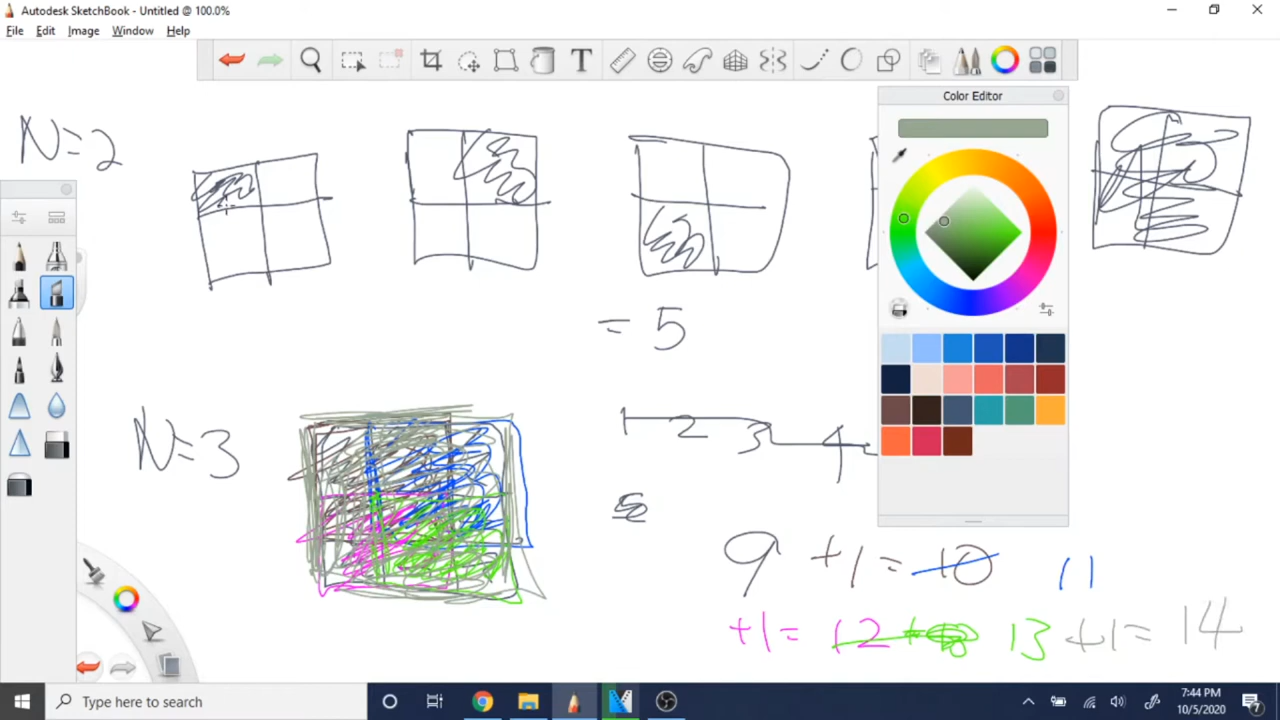 Autodesk SketchBook - Untitled @ 100.0%
File Edit Image Window Help
T
Color Editor
N=2
= 5
N=3
1 2 3 4
5
9 +1 = 10 11
+1 = 12 13 +1 = 14
Type here to search
7:44 PM
10/5/2020
7